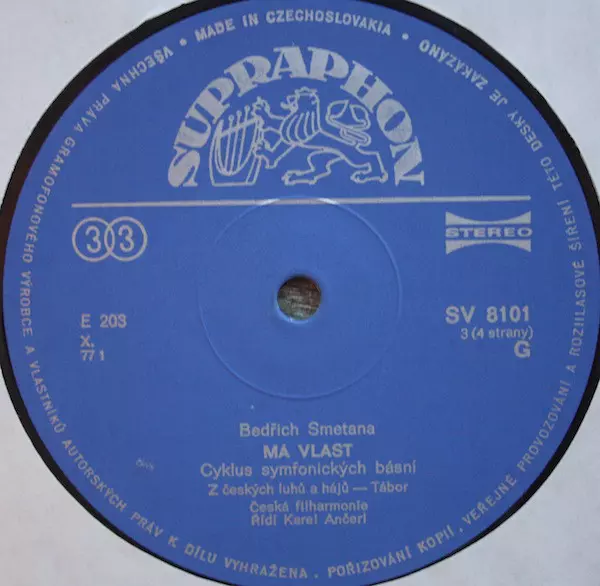 VŠECHNA PRÁVA GRAMOFONOVÉHO VÝROBCE A VLASTNÍKŮ AUTORSKÝCH PRÁV K DÍLU VYHRAŽENA . POŘIZOVÁNÍ KOPIÍ, VEŘEJNÉ PROVOZOVÁNÍ A ROZHLASOVÉ ŠÍŘENÍ TÉTO DESKY JE ZAKÁZÁNO • MADE IN CZECHOSLOVAKIA •
SUPRAPHON
33
STEREO
E 203
SV 8101
X.
3 (4 strany)
77 1
G
Bedřich Smetana
MA VLAST
Cyklus symfonických básní
Z českých luhů a hájů — Tábor
Česká filharmonie
Řídí Karel Ančerl